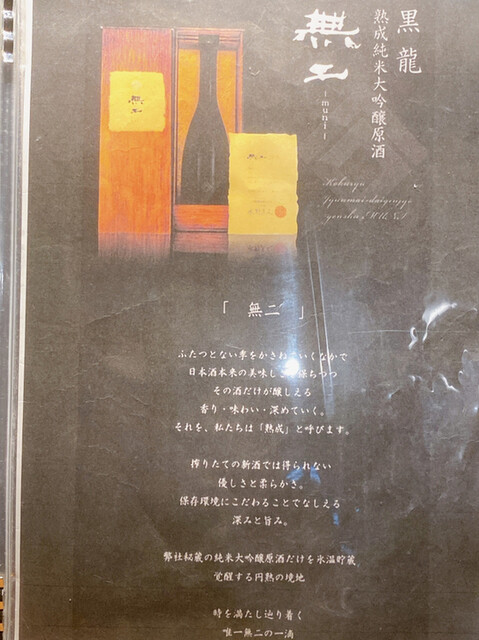 黒龍
熟成純米大吟醸原酒
無二
-muni-
Kokuryu
「無二」
ふたつとない季をかさねていくなかで
日本酒本来の美味しさを保ちつつ
その酒だけが醸しえる
香り・味わい・深めていく。
それを、私たちは「熟成」と呼びます。
搾りたての新酒では得られない
優しさと柔らかさ。
保存環境にこだわることでなしえる
深みと旨み。
弊社秘蔵の純米大吟醸原酒だけを氷温貯蔵
覚醒する円熟の境地
時を満たし辿り着く
唯一無二の一滴